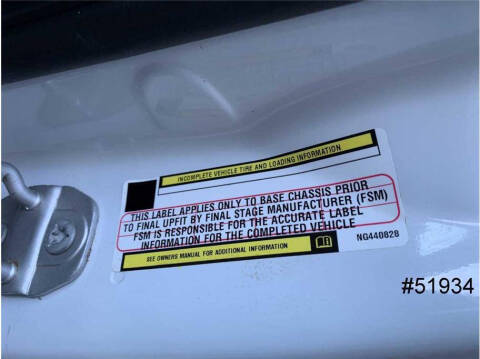 INCOMPLETE VEHICLE TIRE AND LOADING INFORMATION
THIS LABEL APPLIES ONLY TO BASE CHASSIS PRIOR
TO FINAL UPFIT BY FINAL STAGE MANUFACTURER (FSM)
FSM IS RESPONSIBLE FOR THE ACCURATE LABEL
INFORMATION FOR THE COMPLETED VEHICLE
SEE OWNERS MANUAL FOR ADDITIONAL INFORMATION
NG440828
#51934